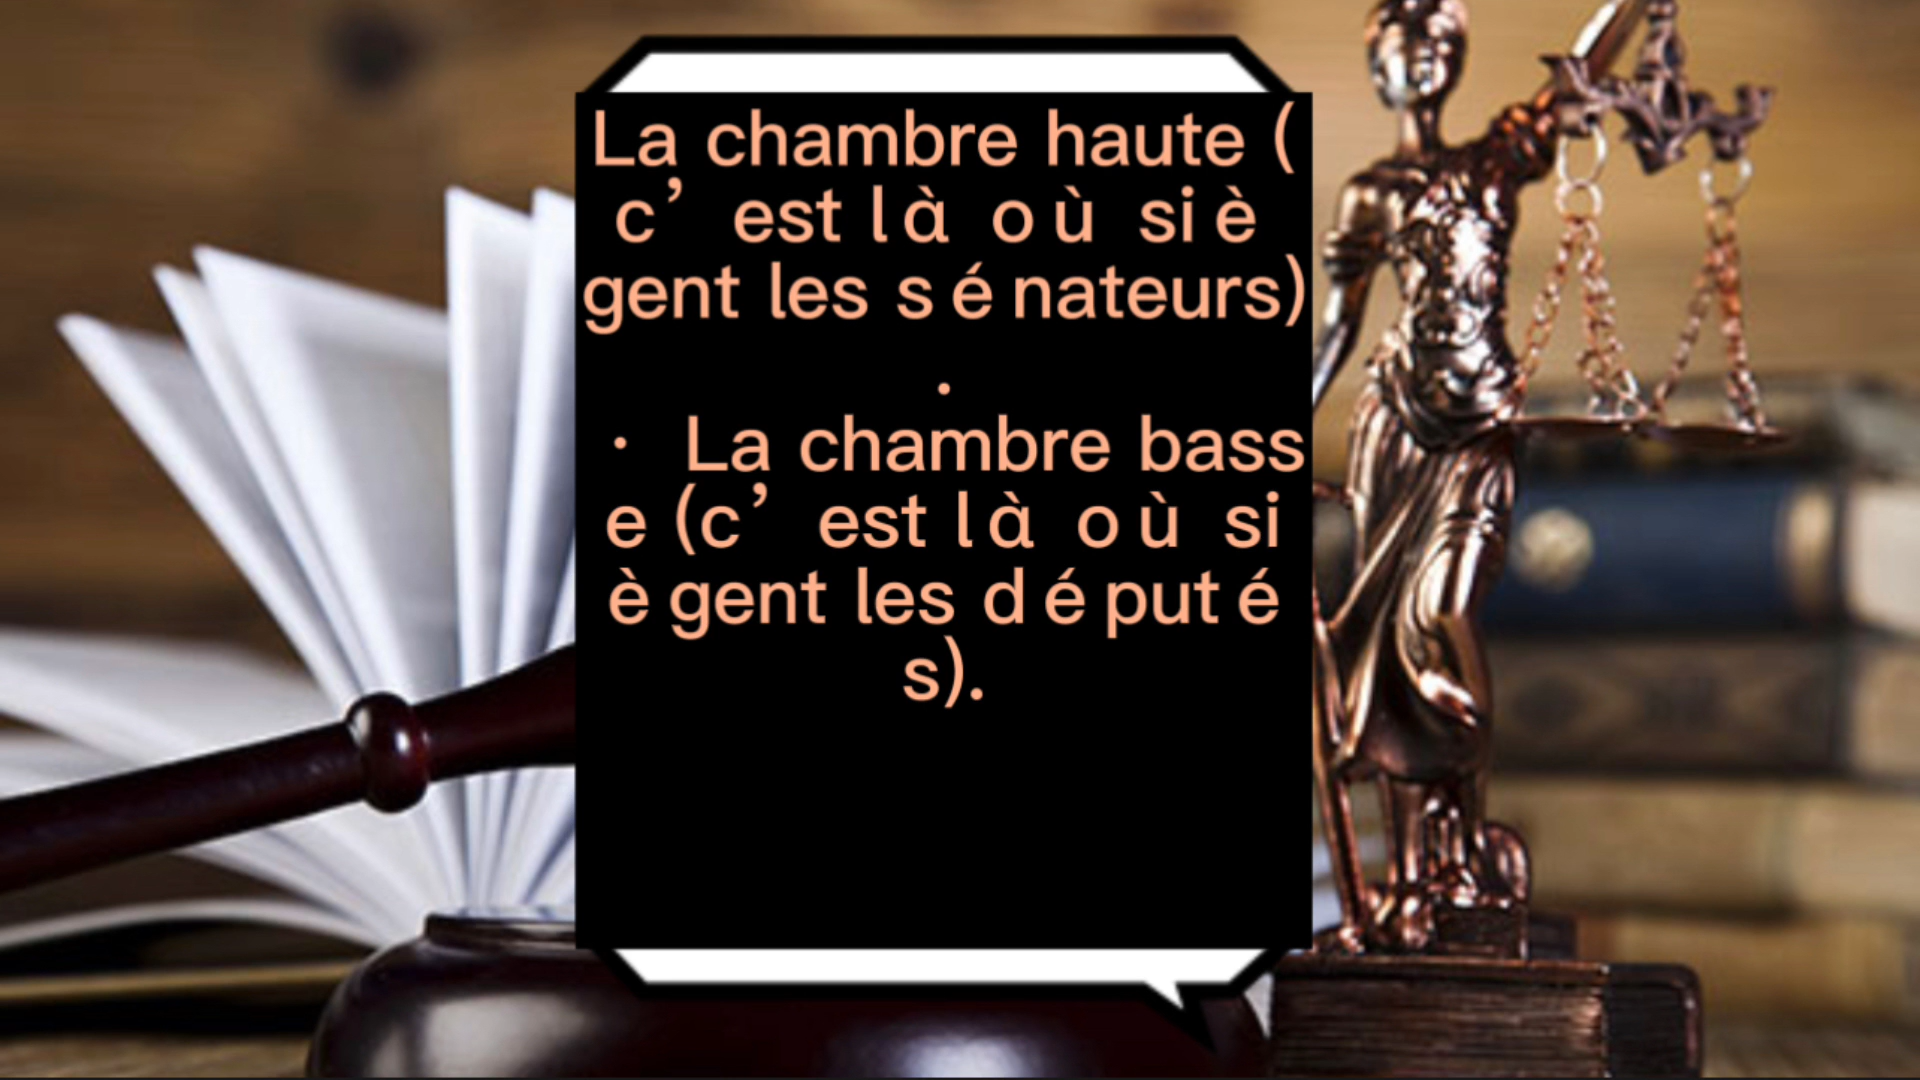 La chambre haute (
c’ est là où siè
gent les sénateurs)
.
· La chambre bass
e (c’ est là où si
ègent les député
s).